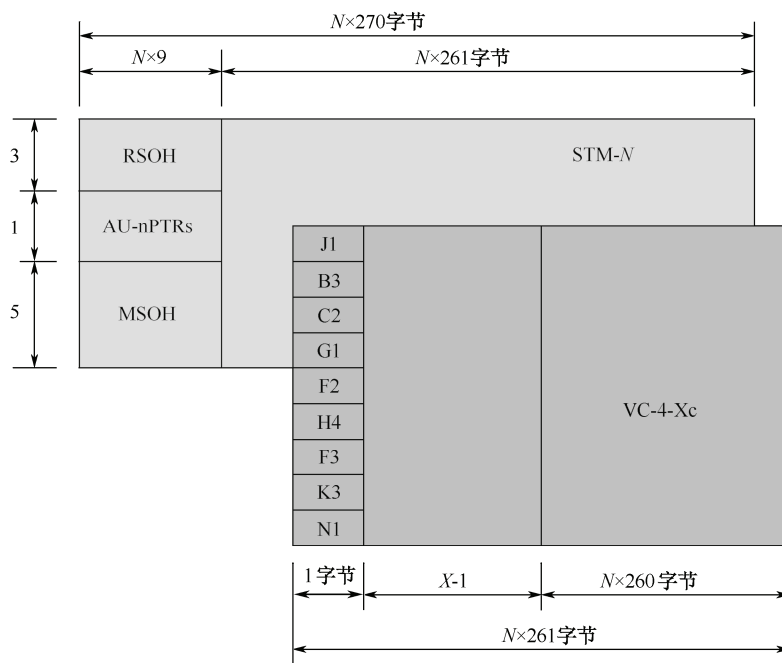 N×270字节
N×9
N×261字节
3
RSOH
STM-N
1
AU-nPTRs
5
MSOH
J1
B3
C2
G1
F2
H4
F3
K3
N1
VC-4-Xc
1字节
X-1
N×260字节
N×261字节